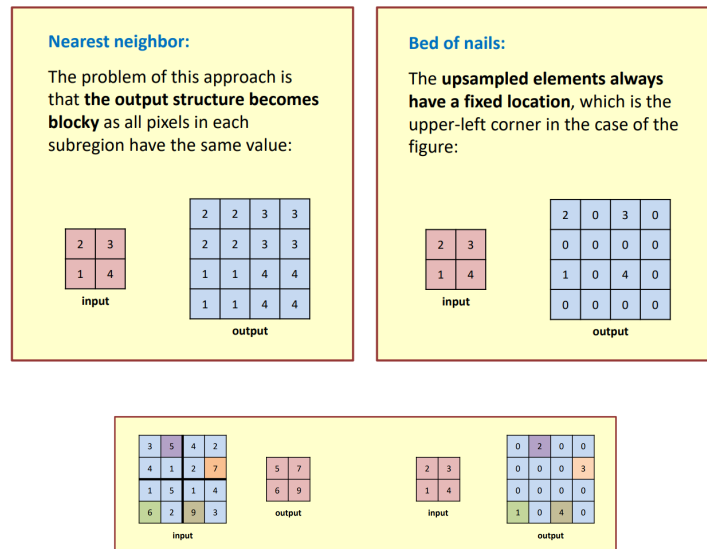 Nearest neighbor:
The problem of this approach is
that the output structure becomes
blocky as all pixels in each
subregion have the same value:
2 3
1 4
input
2 2 3 3
2 2 3 3
1 1 4 4
1 1 4 4
output
Bed of nails:
The upsampled elements always
have a fixed location, which is the
upper-left corner in the case of the
figure:
2 3
1 4
input
2 0 3 0
0 0 0 0
1 0 4 0
0 0 0 0
output
3 5 4 2
4 1 2 7
1 5 1 4
6 2 9 3
input
5 7
6 9
output
2 3
1 4
input
0 2 0 0
0 0 0 3
0 0 0 0
1 0 4 0
output